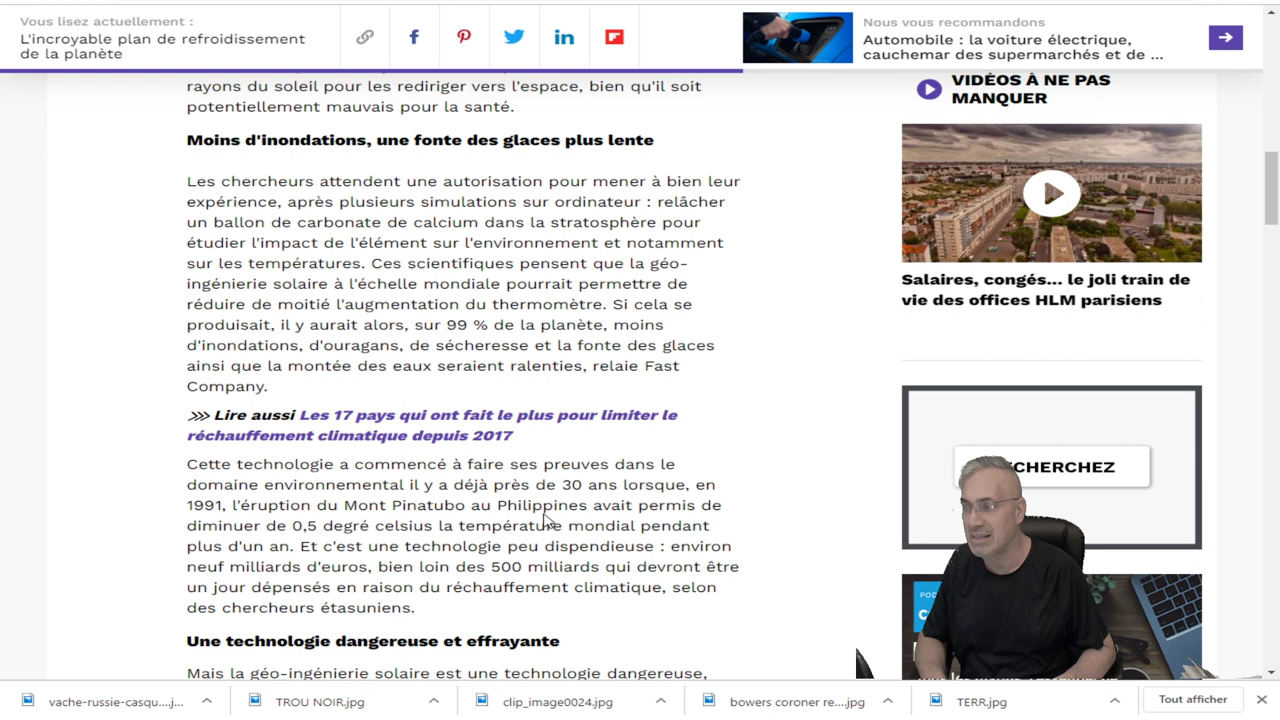 Vous lisez actuellement :
L'incroyable plan de refroidissement
de la planète
Nous vous recommandons
Automobile : la voiture électrique,
cauchemar des supermarchés et de ...
rayons du soleil pour les rediriger vers l'espace, bien qu'il soit
potentiellement mauvais pour la santé.
Moins d'inondations, une fonte des glaces plus lente
Les chercheurs attendent une autorisation pour mener à bien leur
expérience, après plusieurs simulations sur ordinateur : relâcher
un ballon de carbonate de calcium dans la stratosphère pour
étudier l'impact de l'élément sur l'environnement et notamment
sur les températures. Ces scientifiques pensent que la géo-
ingénierie solaire à l'échelle mondiale pourrait permettre de
réduire de moitié l'augmentation du thermomètre. Si cela se
produisait, il y aurait alors, sur 99 % de la planète, moins
d'inondations, d'ouragans, de sécheresse et la fonte des glaces
ainsi que la montée des eaux seraient ralenties, relaie Fast
Company.
>>> Lire aussi Les 17 pays qui ont fait le plus pour limiter le
réchauffement climatique depuis 2017
Cette technologie a commencé à faire ses preuves dans le
domaine environnemental il y a déjà près de 30 ans lorsque, en
1991, l'éruption du Mont Pinatubo au Philippines avait permis de
diminuer de 0,5 degré celsius la température mondial pendant
plus d'un an. Et c'est une technologie peu dispendieuse : environ
neuf milliards d'euros, bien loin des 500 milliards qui devront être
un jour dépensés en raison du réchauffement climatique, selon
des chercheurs étasuniens.
Une technologie dangereuse et effrayante
Mais la géo-ingénierie solaire est une technologie dangereuse,
VIDÉOS À NE PAS
MANQUER
Salaires, congés... le joli train de
vie des offices HLM parisiens
CHERCHEZ
POD
vache-russie-casqu....j...
TROU NOIR.jpg
clip_image0024.jpg
bowers coroner re....jpg
TERR.jpg
Tout afficher